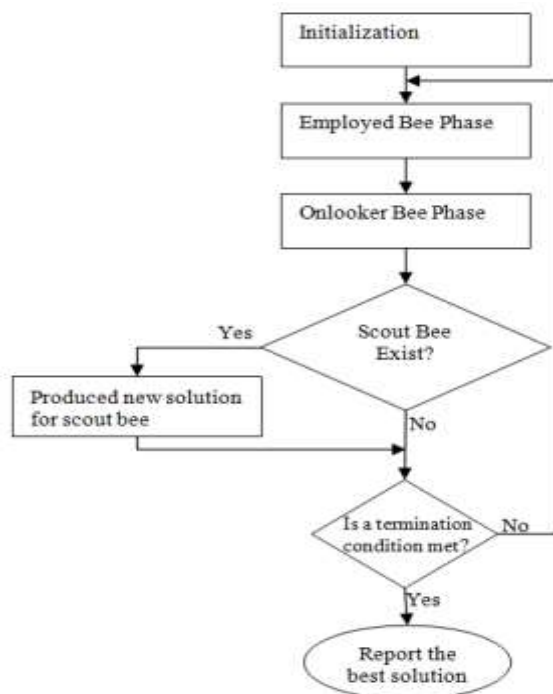 Initialization
Employed Bee Phase
Onlooker Bee Phase
Scout Bee
Exist?
Yes
Produced new solution
for scout bee
No
Is a termination
condition met?
No
Yes
Report the
best solution